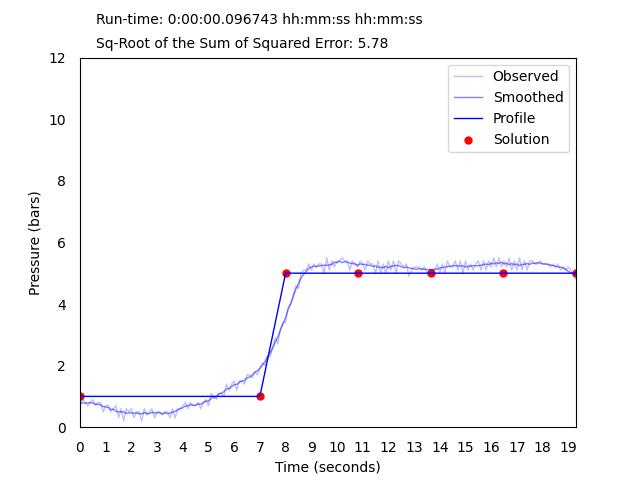 Run-time: 0:00:00.096743 hh:mm:ss hh:mm:ss
Sq-Root of the Sum of Squared Error: 5.78
Observed
Smoothed
Profile
Solution
Pressure (bars)
12
10
8
6
4
2
0
0 1 2 3 4 5 6 7 8 9 10 11 12 13 14 15 16 17 18 19
Time (seconds)